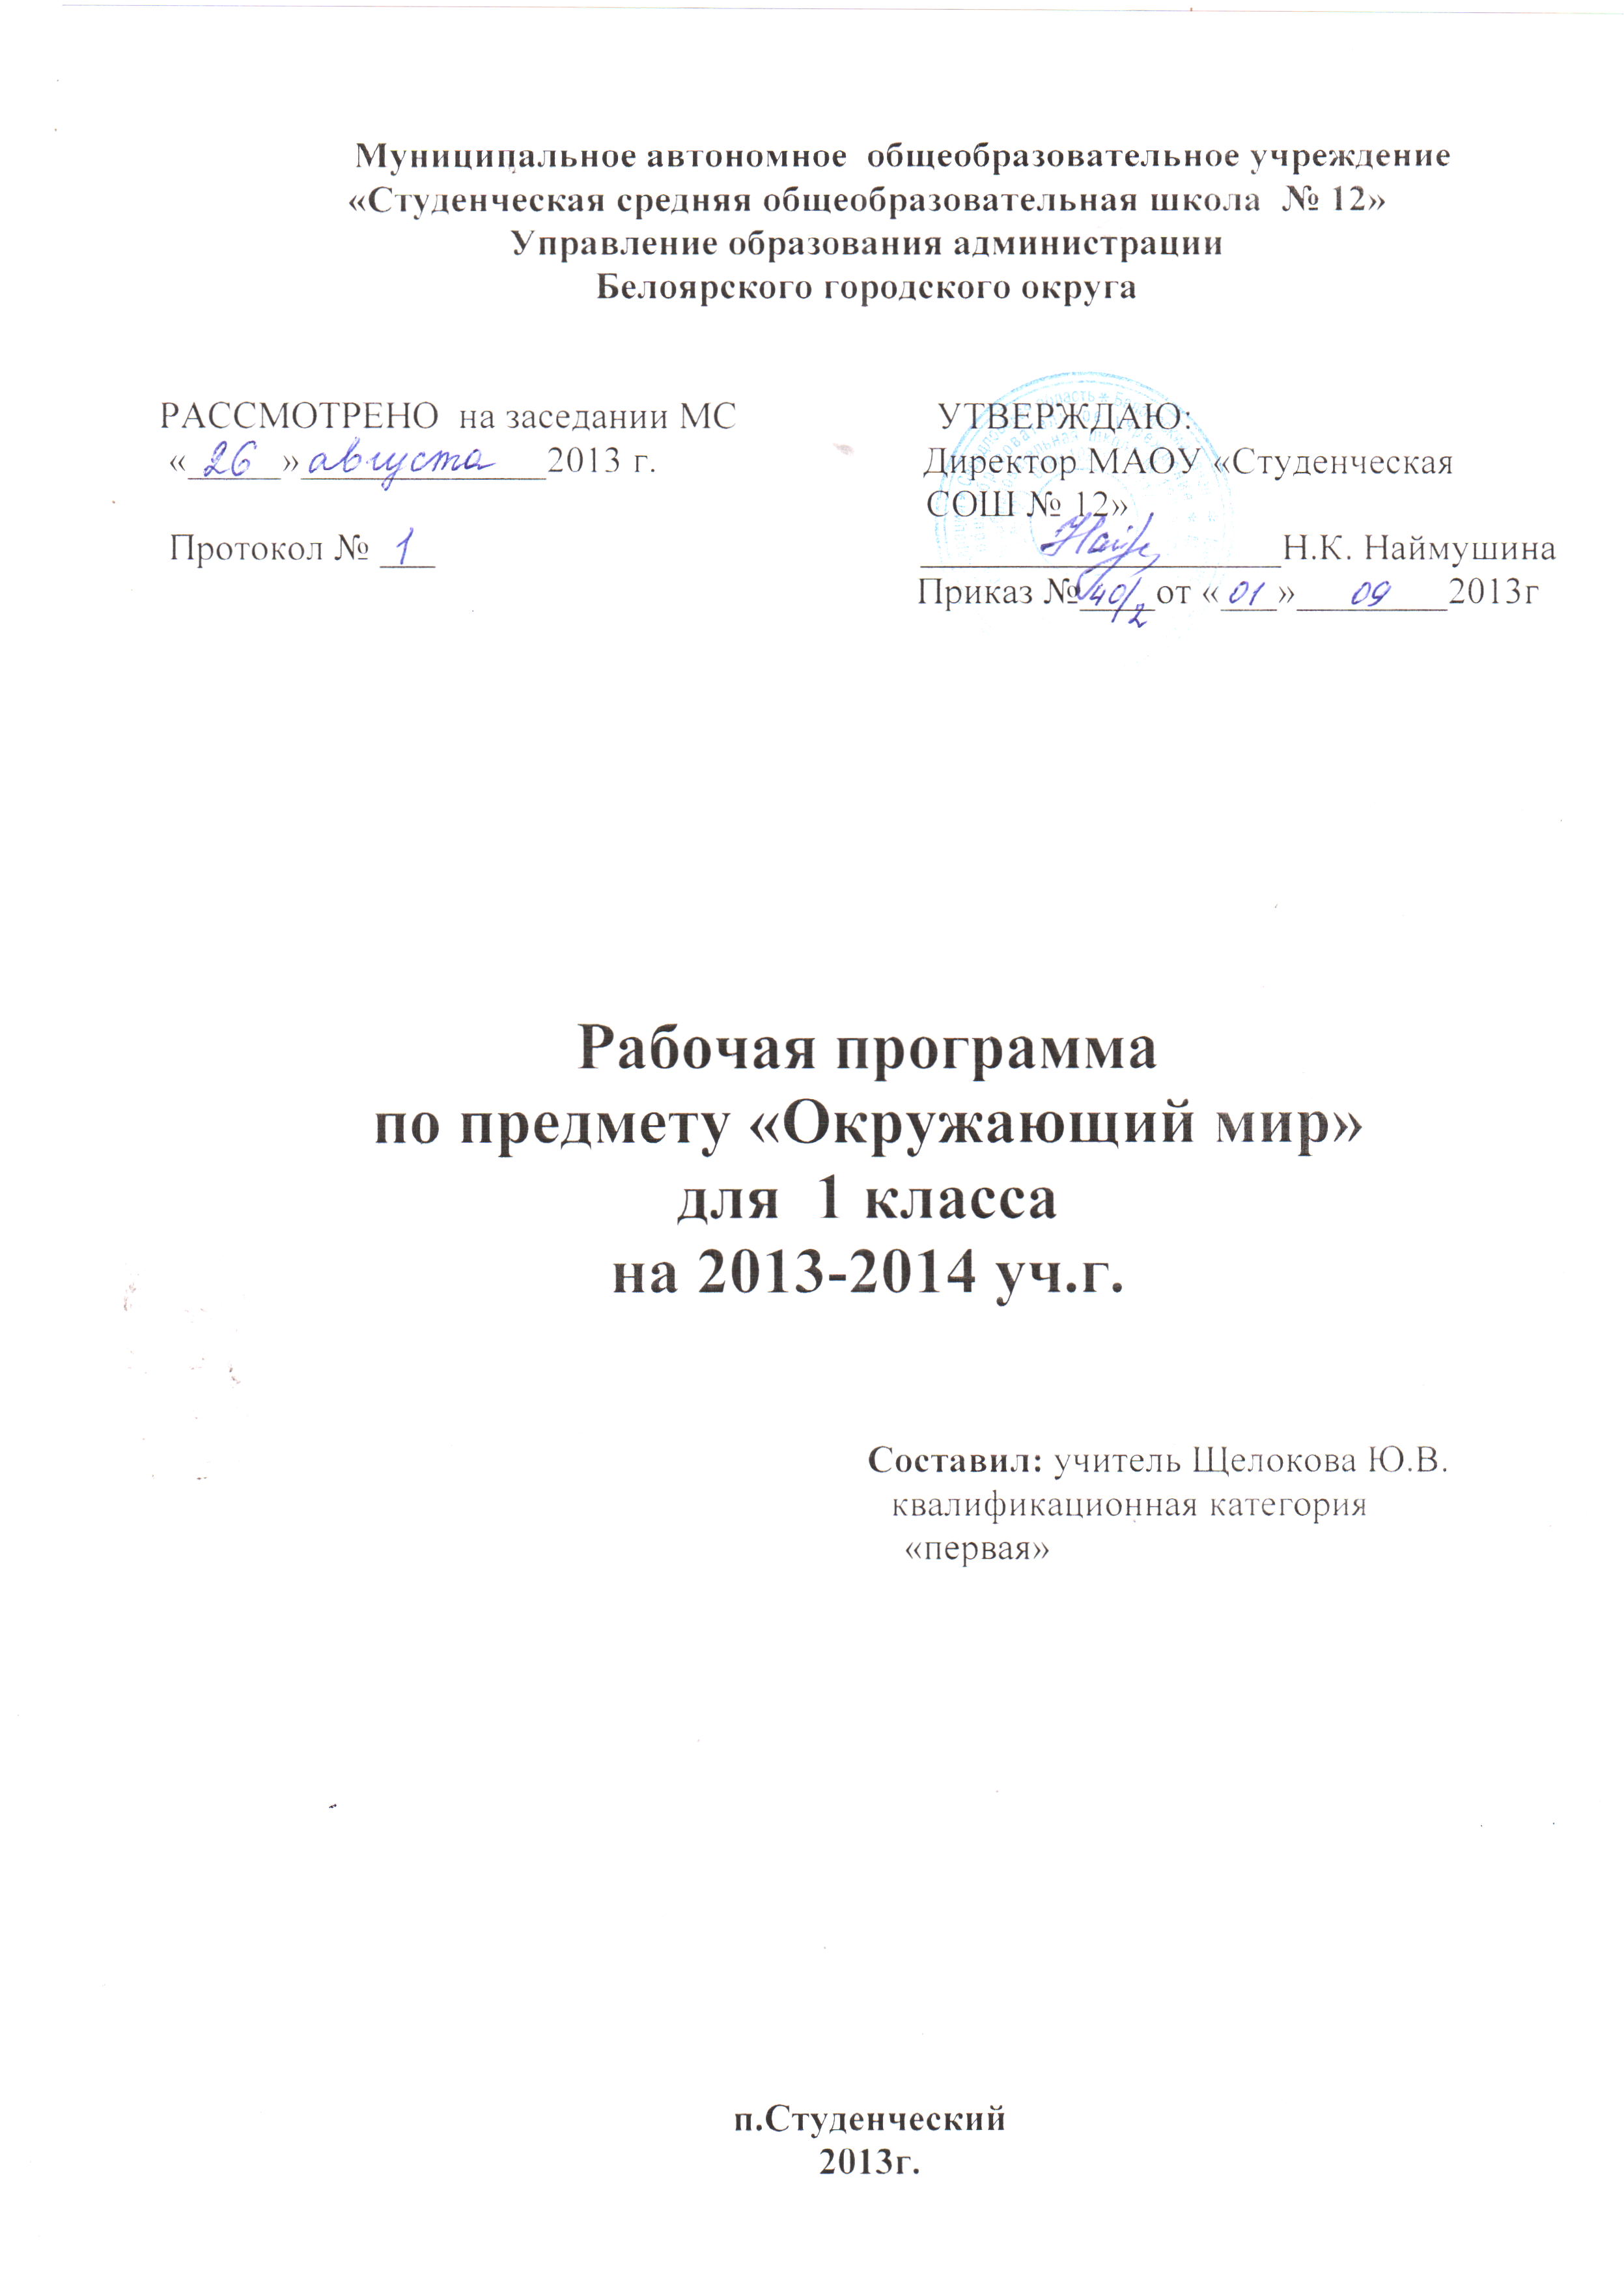 Муниципальное автономное общеобразовательное учреждение
«Студенческая средняя общеобразовательная школа № 12»
Управление образования администрации
Белоярского городского округа
РАССМОТРЕНО на заседании МС
«26» августа 2013 г.
Протокол № 1
УТВЕРЖДАЮ:
Директор МАОУ «Студенческая
СОШ № 12»
Н.К. Наймушина
Приказ № 40/2 от «01» 09 2013г
Рабочая программа
по предмету «Окружающий мир»
для 1 класса
на 2013-2014 уч.г.
Составил: учитель Щелокова Ю.В.
квалификационная категория
«первая»
п.Студенческий
2013г.